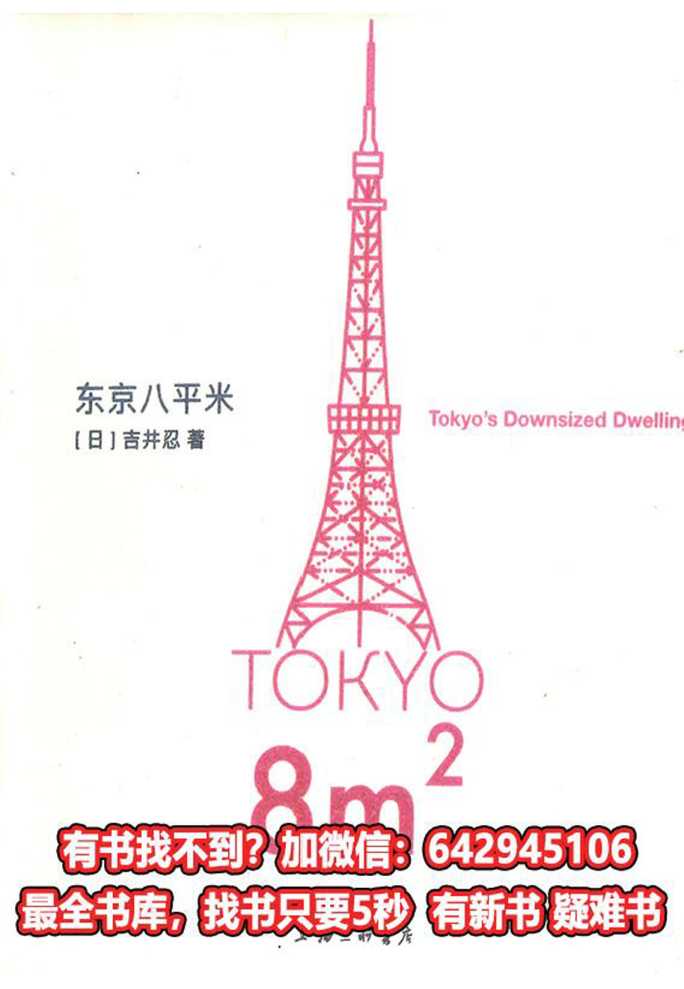 东京八平米
[日]吉井忍 著
Tokyo's Downsized Dwelling
TOKYO
8m²
有书找不到？加微信：642945106
最全书库，找书只要5秒 有新书 疑难书